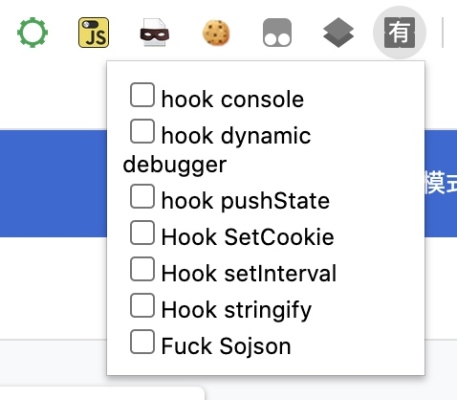 JS
有
hook console
hook dynamic
debugger
模式
hook pushState
Hook SetCookie
Hook setInterval
Hook stringify
Fuck Sojson